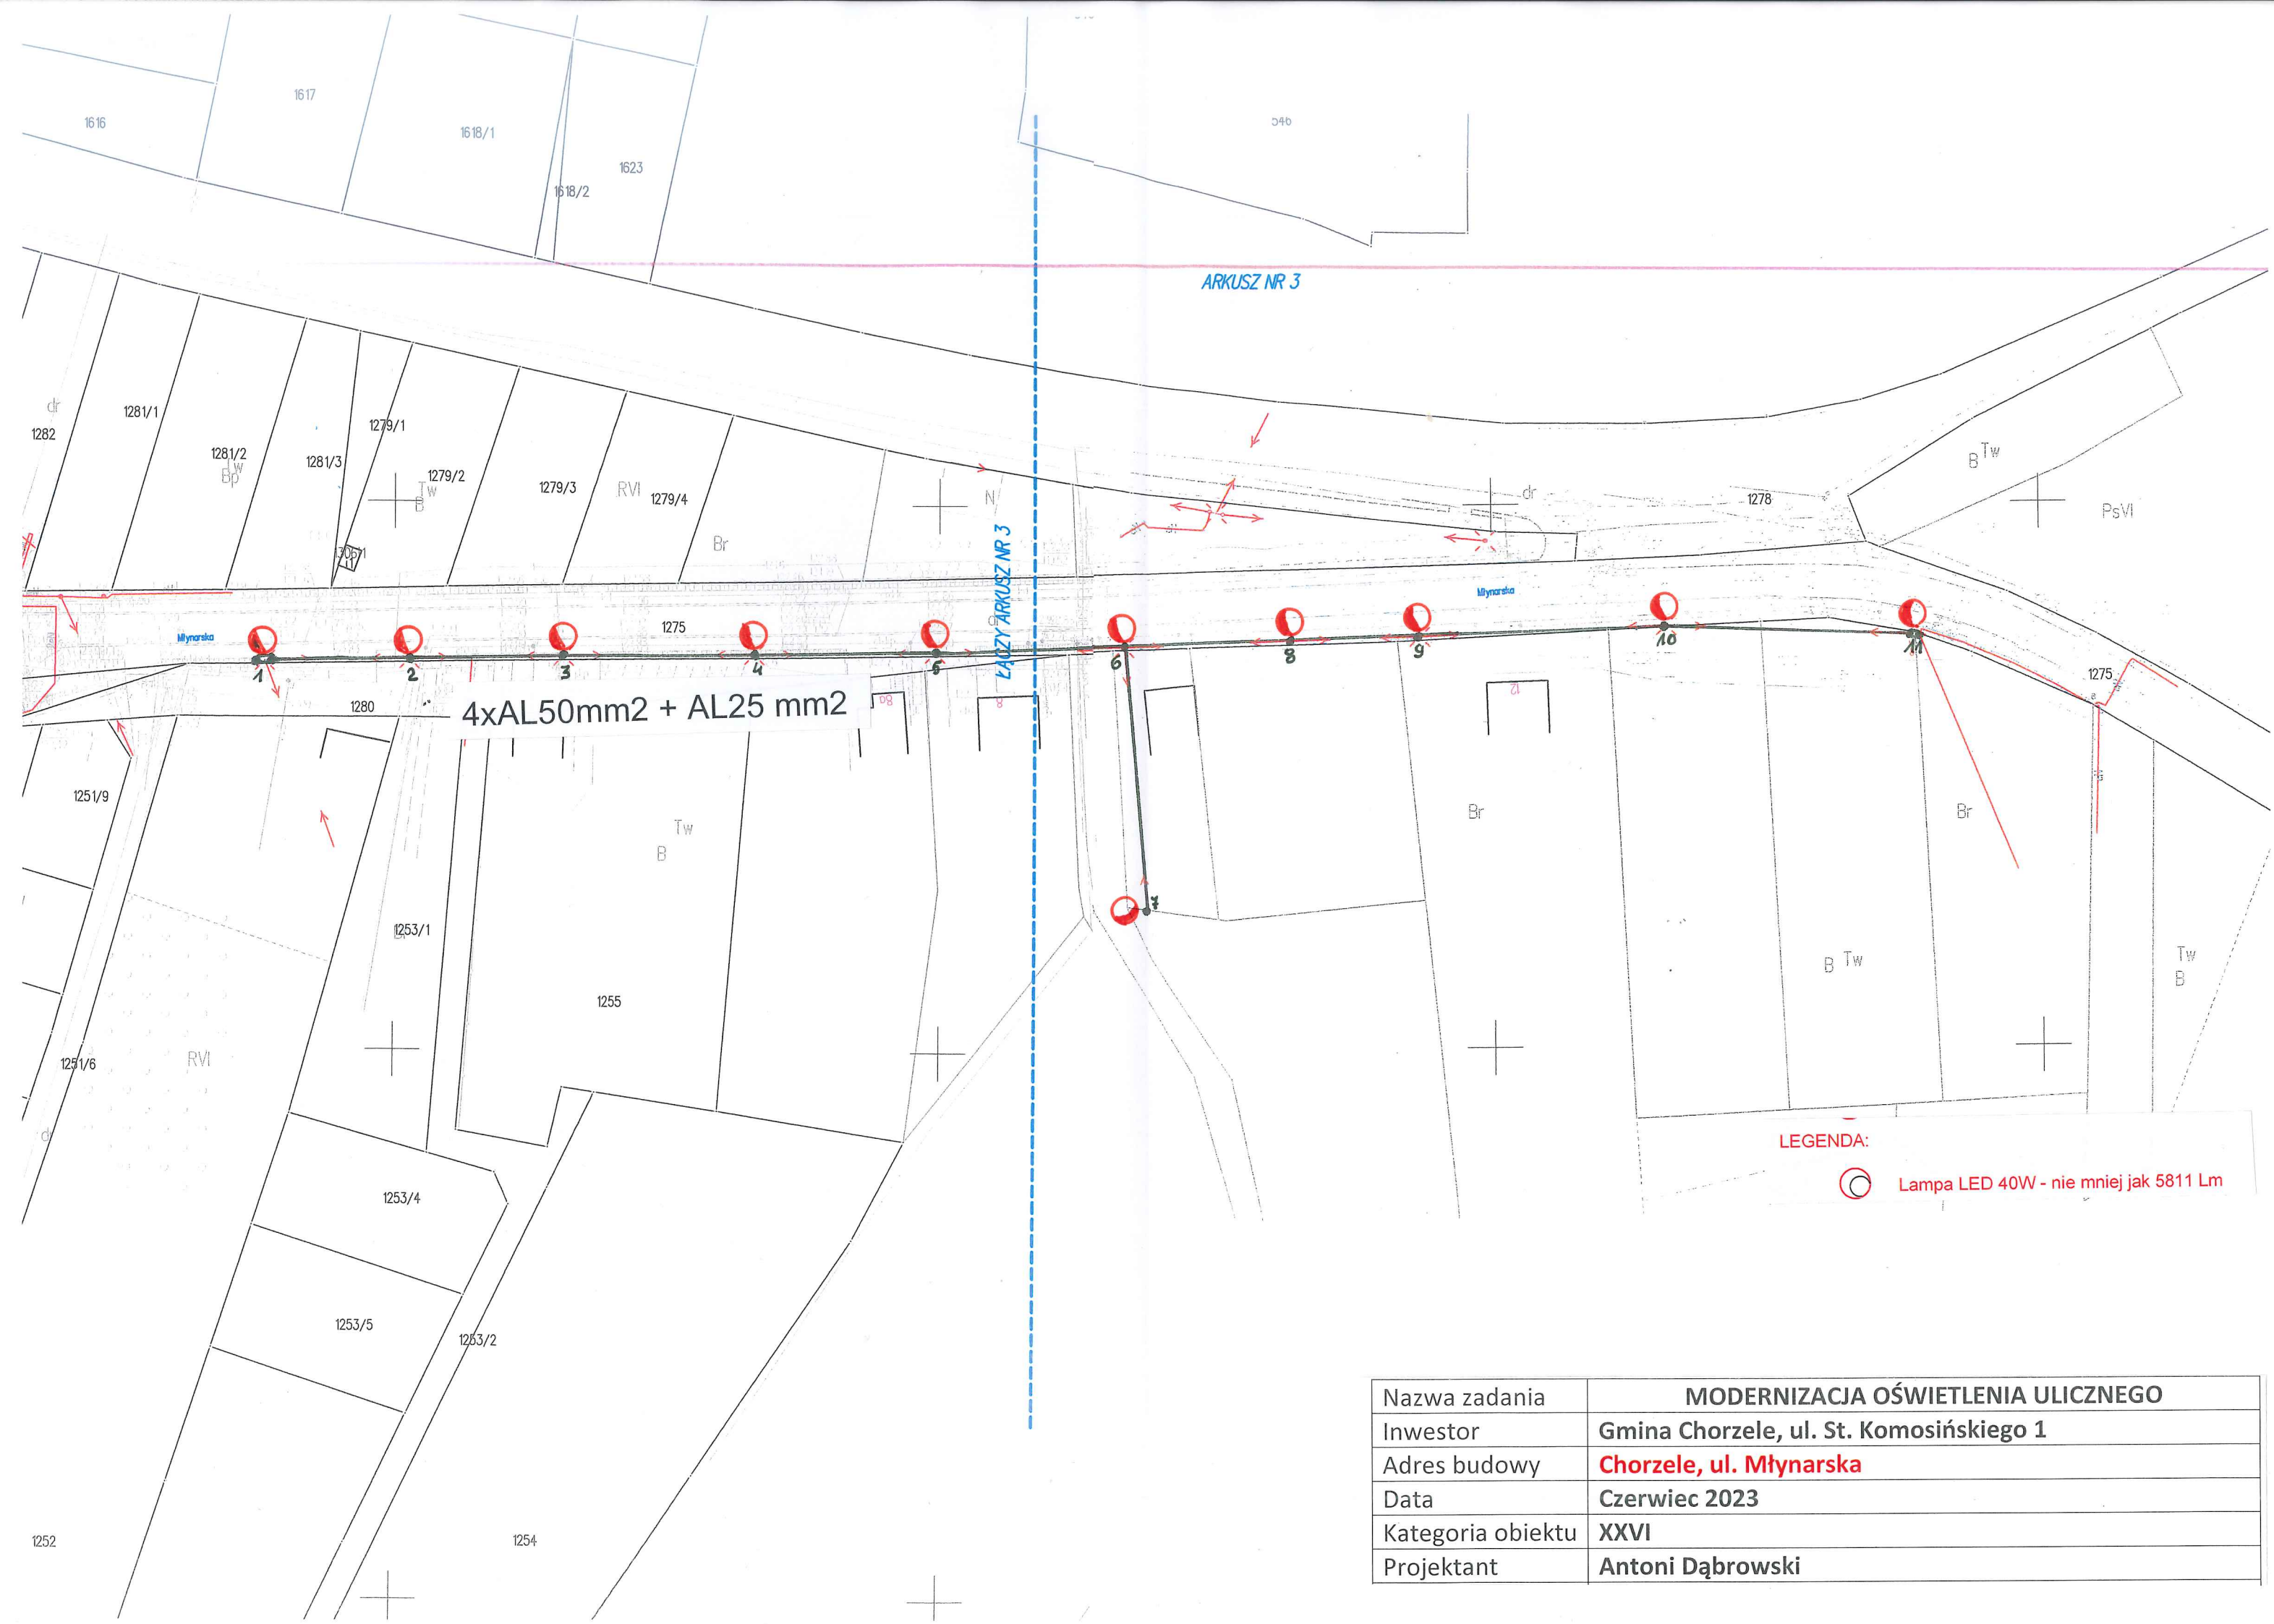 1616
1617
1618/1
1618/2
1623
546
ARKUSZ NR 3
dr
1282
1281/1
1281/2
Tw
Bp
1281/3
1279/1
1279/2
Tw
B
1279/3
RVI
1279/4
Br
N
dr
1278
B Tw
PsVI
ŁĄCZY ARKUSZ NR 3
Młynarska
1275
Młynarska
1
2
3
4
5
6
8
9
10
11
1275
1280
4xAL50mm2 + AL25 mm2
8a
8
12
1251/9
Tw
B
Br
Br
7
1253/1
1255
B Tw
Tw
B
1251/6
RVI
1253/4
LEGENDA:
Lampa LED 40W - nie mniej jak 5811 Lm
1253/5
1253/2
1252
1254
Nazwa zadania MODERNIZACJA OŚWIETLENIA ULICZNEGO
Inwestor Gmina Chorzele, ul. St. Komosińskiego 1
Adres budowy Chorzele, ul. Młynarska
Data Czerwiec 2023
Kategoria obiektu XXVI
Projektant Antoni Dąbrowski